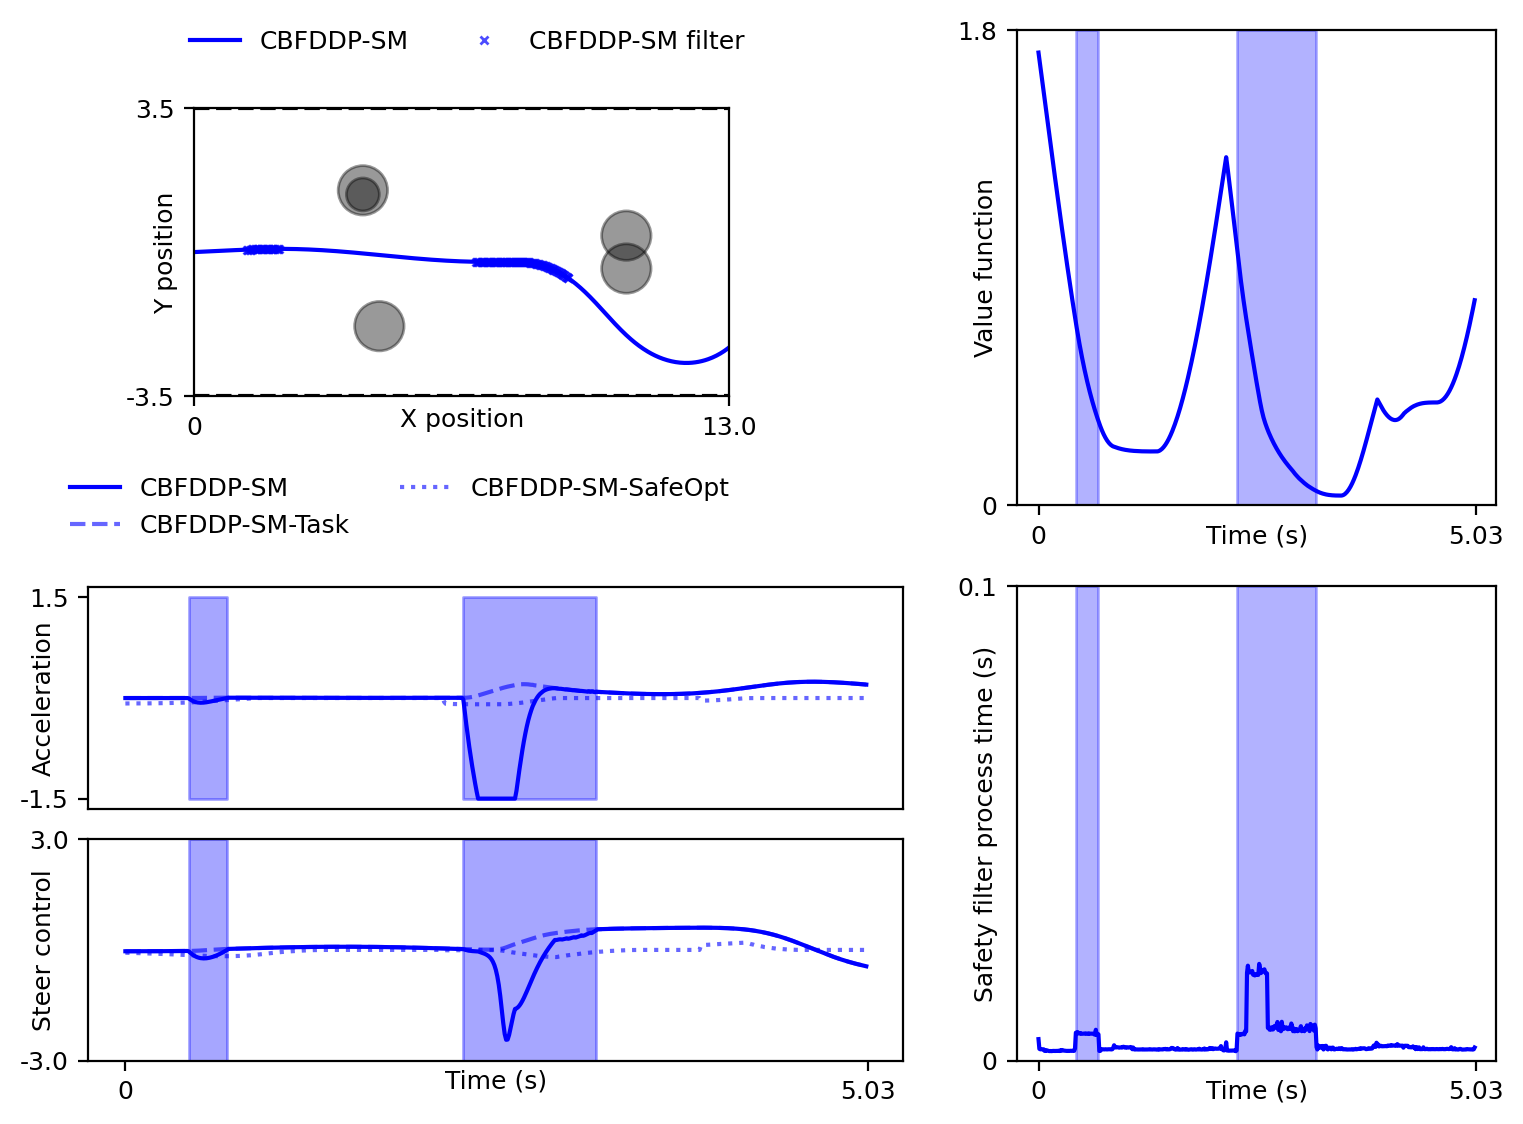 CBFDDP-SM
CBFDDP-SM filter
3.5
Y position
-3.5
0
X position
13.0
1.8
Value function
0
0
Time (s)
5.03
CBFDDP-SM
CBFDDP-SM-SafeOpt
CBFDDP-SM-Task
1.5
Acceleration
-1.5
3.0
Steer control
-3.0
0
Time (s)
5.03
0.1
Safety filter process time (s)
0
0
Time (s)
5.03